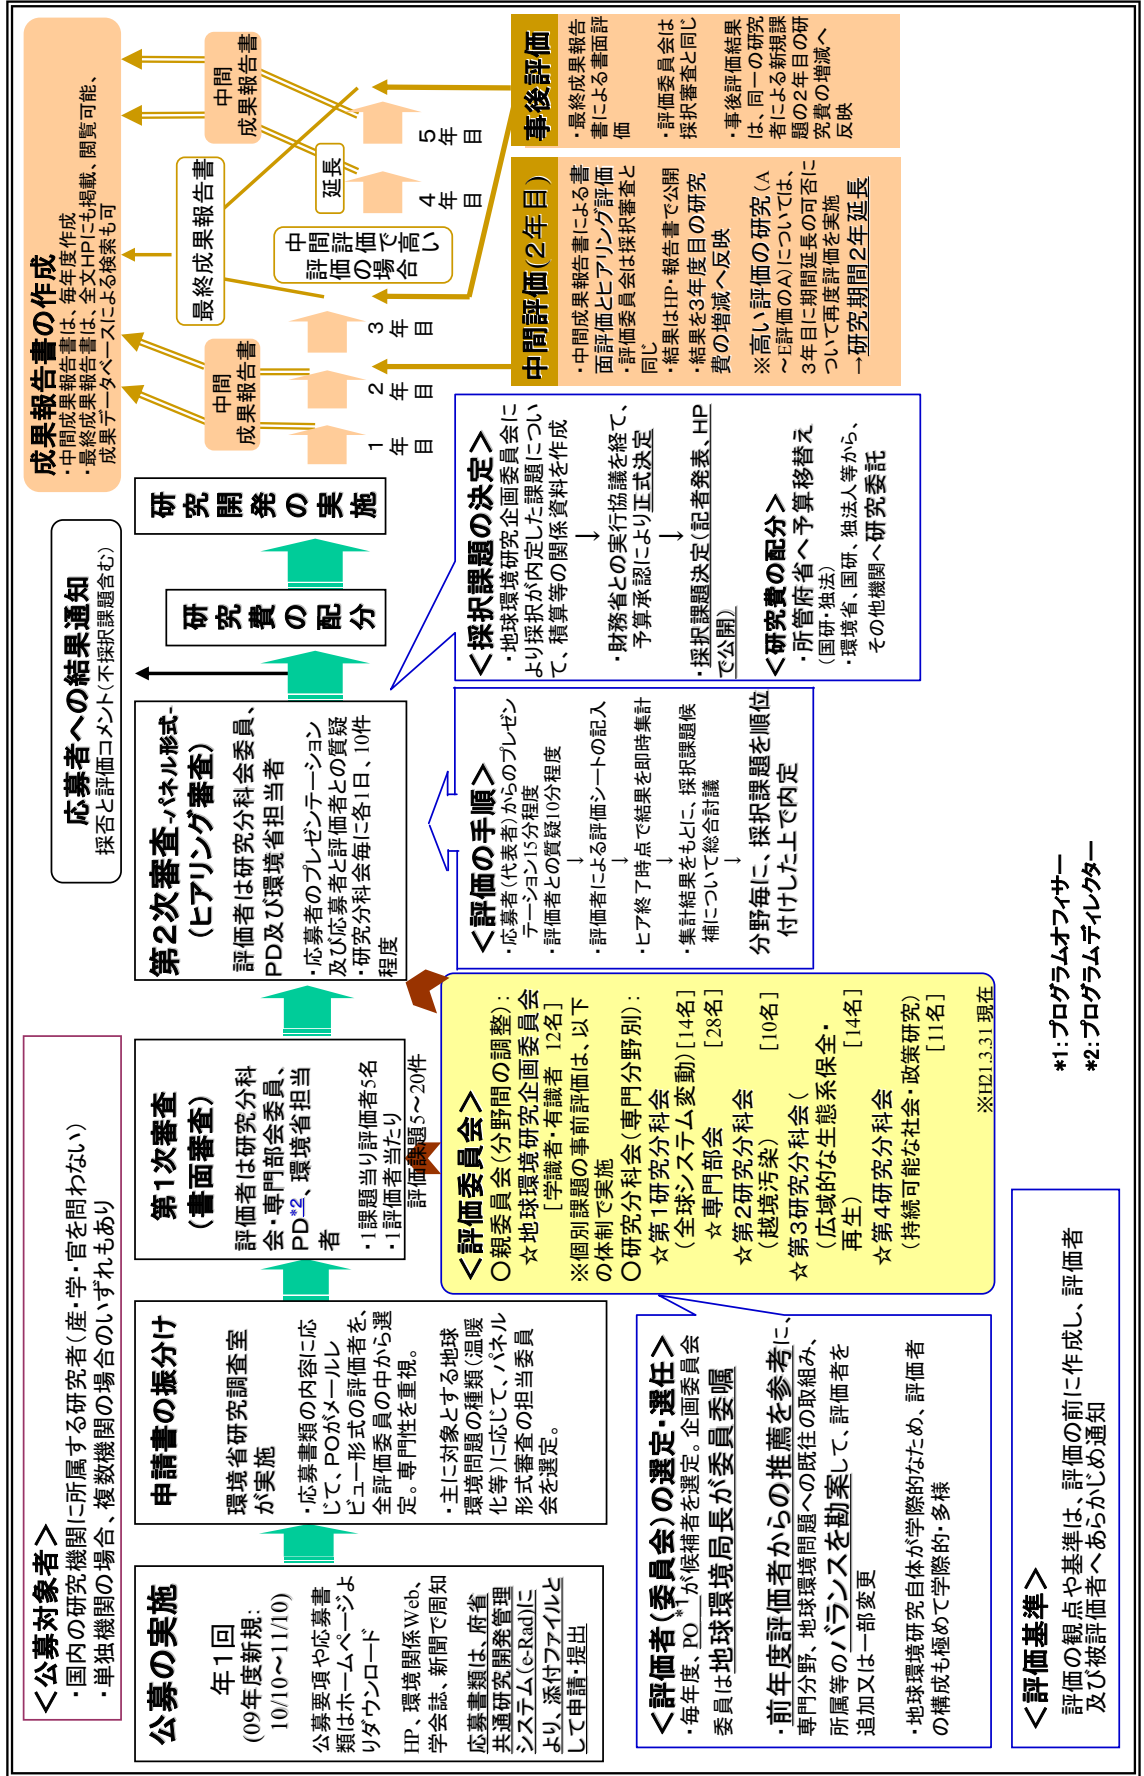 ＜公募対象者＞
・国内の研究機関に所属する研究者（産・学・官を問わない）
・単独機関の場合、複数機関の場合のいずれもあり
公募の実施
年１回
(09年度新規:
10/10～11/10)
公募要項や応募書
類はホームページよ
りダウンロード
HP、環境関係Web、
学会誌、新聞で周知
応募書類は、府省
共通研究開発管理
システム(e-Rad)に
より、添付ファイルと
して申請・提出
申請書の振分け
環境省研究調査室
が実施
・応募書類の内容に応
じて、POがメールレ
ビュー形式の評価者を、
全評価委員の中から選
定。専門性を重視。
・主に対象とする地球
環境問題の種類（温暖
化等）に応じて、パネル
形式審査の担当委員
会を選定。
第１次審査
（書面審査）
評価者は研究分科
会・専門部会委員、
PD*2、環境省担当
者
・1課題当り評価者5名
・1評価者当たり
評価課題5～20件
第２次審査-パネル形式-
（ヒアリング審査）
評価者は研究分科会委員、
PD及び環境省担当者
・応募者のプレゼンテーション
及び応募者と評価者との質疑
・研究分科会毎に各1日、10件
程度
応募者への結果通知
採否と評価コメント（不採択課題含む）
研究費の配分
研究開発の実施
成果報告書の作成
・中間成果報告書は、毎年度作成
・最終成果報告書は、全文HPにも掲載、閲覧可能、
成果データベースによる検索も可
中間
成果報告書
最終成果報告書
中間
成果報告書
中間評価で高い
評価の場合
延長
１年目
２年目
３年目
４年目
５年目
中間評価(２年目)
・中間成果報告書による書
面評価とヒアリング評価
・評価委員会は採択審査と
同じ
・結果はHP・報告書で公開
・結果を3年度目の研究
費の増減へ反映
※高い評価の研究（A
～E評価のA)については、
3年目に期間延長の可否に
ついて再度評価を実施
→研究期間２年延長
事後評価
・最終成果報告
書による書面評
価
・評価委員会は
採択審査と同じ
・事後評価結果
は、同一の研究
者による新規課
題の２年目の研
究費の増減へ
反映
＜採択課題の決定＞
・地球環境研究企画委員会に
より採択が内定した課題につい
て、積算等の関係資料を作成
↓
・財務省との実行協議を経て、
予算承認により正式決定
↓
・採択課題決定（記者発表、HP
で公開）
＜研究費の配分＞
・所管府省へ予算移替え
（国研・独法）
・環境省、国研、独法人等から、
その他機関へ研究委託
＜評価の手順＞
・応募者（代表者）からのプレゼン
テーション15分程度
・評価者との質疑10分程度
↓
・評価者による評価シートの記入
↓
・ヒア終了時点で結果を即時集計
↓
・集計結果をもとに、採択課題候
補について総合討議
↓
分野毎に、採択課題を順位
付けした上で内定
＜評価委員会＞
○親委員会（分野間の調整）：
☆地球環境研究企画委員会
[学識者・有識者 12名]
※個別課題の事前評価は、以下
の体制で実施
○研究分科会（専門分野別）：
☆第１研究分科会
（全球システム変動）[14名]
☆専門部会 [28名]
☆第２研究分科会
（越境汚染） [10名]
☆第３研究分科会（
（広域的な生態系保全・
再生） [14名]
☆第４研究分科会
（持続可能な社会・政策研究）
[11名]
※H21.3.31 現在
＜評価者（委員会）の選定・選任＞
・毎年度、PO*1が候補者を選定。企画委員会
委員は地球環境局長が委員委嘱
・前年度評価者からの推薦を参考に、
専門分野、地球環境問題への既往の取組み、
所属等のバランスを勘案して、評価者を
追加又は一部変更
・地球環境研究自体が学際的なため、評価者
の構成も極めて学際的・多様
＜評価基準＞
評価の観点や基準は、評価の前に作成し、評価者
及び被評価者へあらかじめ通知
*1：プログラムオフィサー
*2：プログラムディレクター